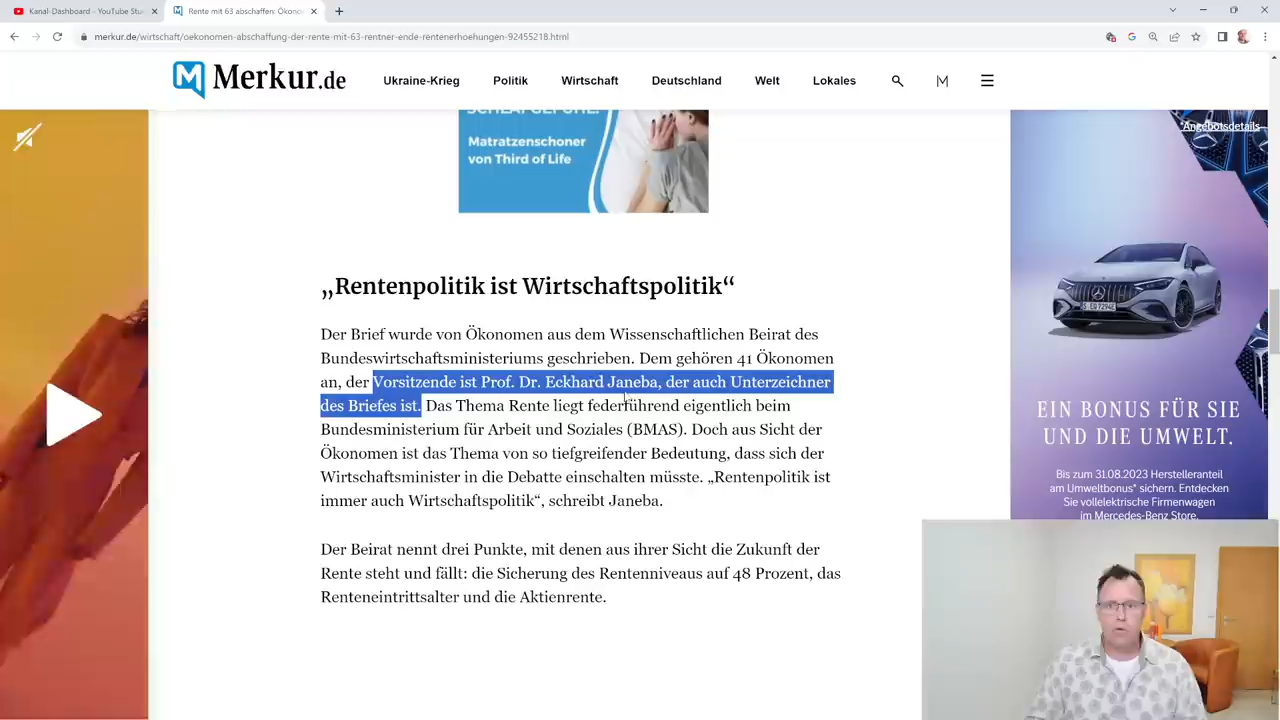 Kanal-Dashboard – YouTube Stu
Rente mit 63 abschaffen: Ökono
merkur.de/wirtschaft/oekonomen-abschaffung-der-rente-mit-63-rentner-ende-rentenerhoehungen-92455218.html
Merkur.de
Ukraine-Krieg
Politik
Wirtschaft
Deutschland
Welt
Lokales
Matratzenschoner
von Third of Life
*Angebotsdetails
„Rentenpolitik ist Wirtschaftspolitik“
Der Brief wurde von Ökonomen aus dem Wissenschaftlichen Beirat des
Bundeswirtschaftsministeriums geschrieben. Dem gehören 41 Ökonomen
an, der Vorsitzende ist Prof. Dr. Eckhard Janeba, der auch Unterzeichner
des Briefes ist. Das Thema Rente liegt federführend eigentlich beim
Bundesministerium für Arbeit und Soziales (BMAS). Doch aus Sicht der
Ökonomen ist das Thema von so tiefgreifender Bedeutung, dass sich der
Wirtschaftsminister in die Debatte einschalten müsste. „Rentenpolitik ist
immer auch Wirtschaftspolitik“, schreibt Janeba.
Der Beirat nennt drei Punkte, mit denen aus ihrer Sicht die Zukunft der
Rente steht und fällt: die Sicherung des Rentenniveaus auf 48 Prozent, das
Renteneintrittsalter und die Aktienrente.
EIN BONUS FÜR SIE
UND DIE UMWELT.
Bis zum 31.08.2023 Herstelleranteil
am Umweltbonus* sichern. Entdecken
Sie vollelektrische Firmenwagen
im Mercedes-Benz Store.